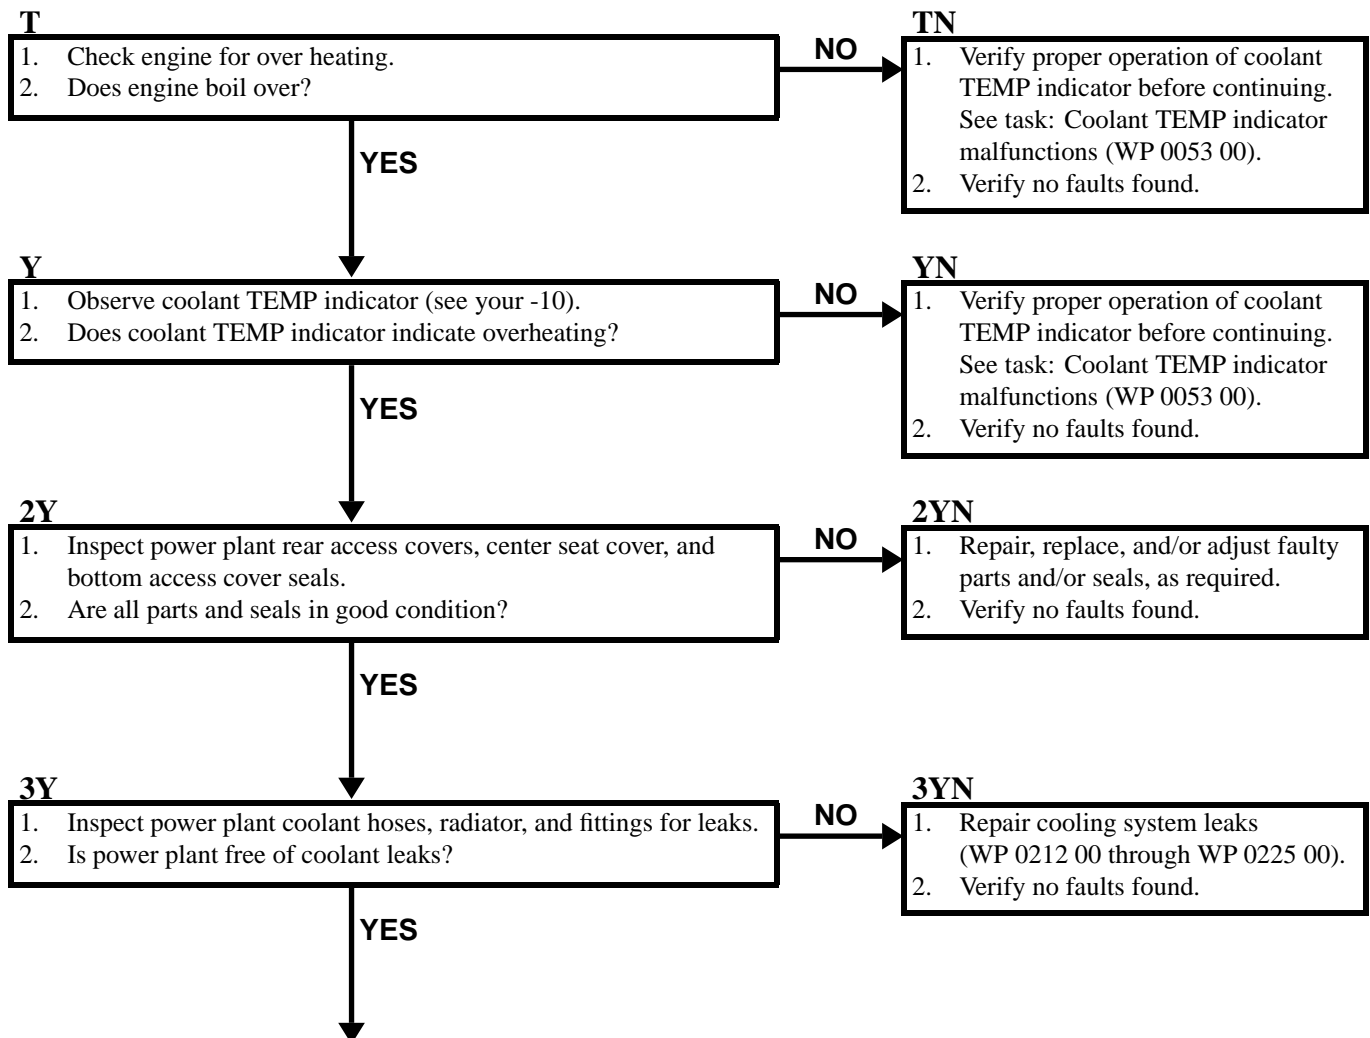 T
1. Check engine for over heating.
2. Does engine boil over?
NO
TN
1. Verify proper operation of coolant
TEMP indicator before continuing.
See task: Coolant TEMP indicator
malfunctions (WP 0053 00).
2. Verify no faults found.
YES
Y
1. Observe coolant TEMP indicator (see your -10).
2. Does coolant TEMP indicator indicate overheating?
NO
YN
1. Verify proper operation of coolant
TEMP indicator before continuing.
See task: Coolant TEMP indicator
malfunctions (WP 0053 00).
2. Verify no faults found.
YES
2Y
1. Inspect power plant rear access covers, center seat cover, and
bottom access cover seals.
2. Are all parts and seals in good condition?
NO
2YN
1. Repair, replace, and/or adjust faulty
parts and/or seals, as required.
2. Verify no faults found.
YES
3Y
1. Inspect power plant coolant hoses, radiator, and fittings for leaks.
2. Is power plant free of coolant leaks?
NO
3YN
1. Repair cooling system leaks
(WP 0212 00 through WP 0225 00).
2. Verify no faults found.
YES